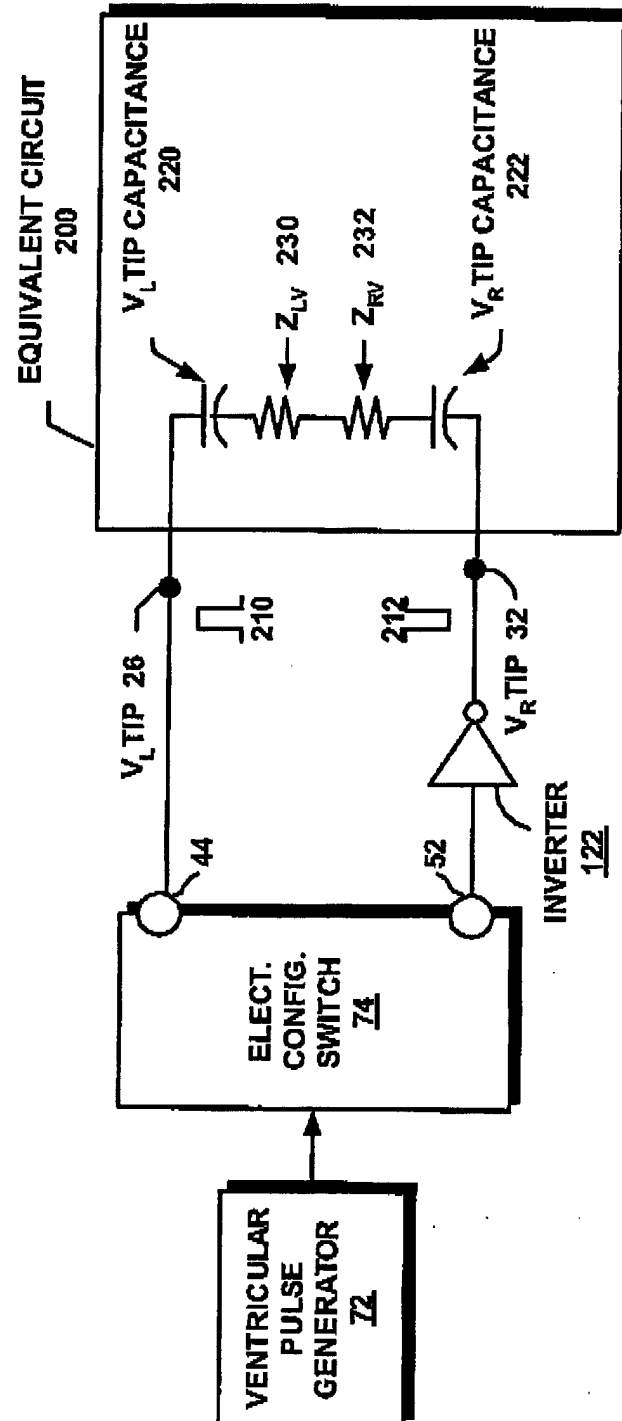 VENTRICULAR
PULSE
GENERATOR
72
ELECT.
CONFIG.
SWITCH
74
44
52
V_L TIP 26
210
212
V_R TIP 32
INVERTER
122
EQUIVALENT CIRCUIT
200
V_L TIP CAPACITANCE
220
Z_LV 230
Z_RV 232
V_R TIP CAPACITANCE
222